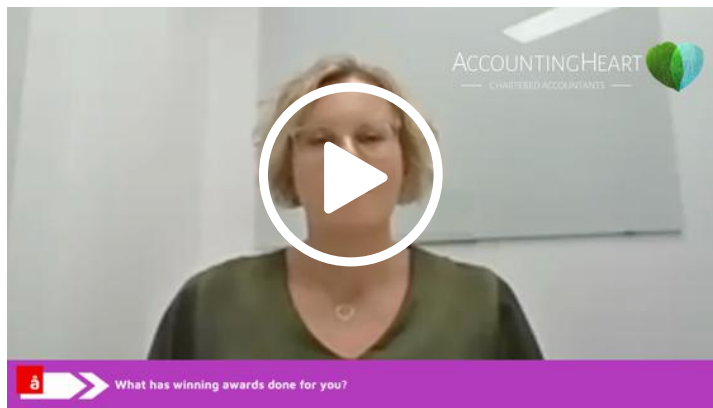 ACCOUNTINGHEART
CHARTERED ACCOUNTANTS
å
What has winning awards done for you?